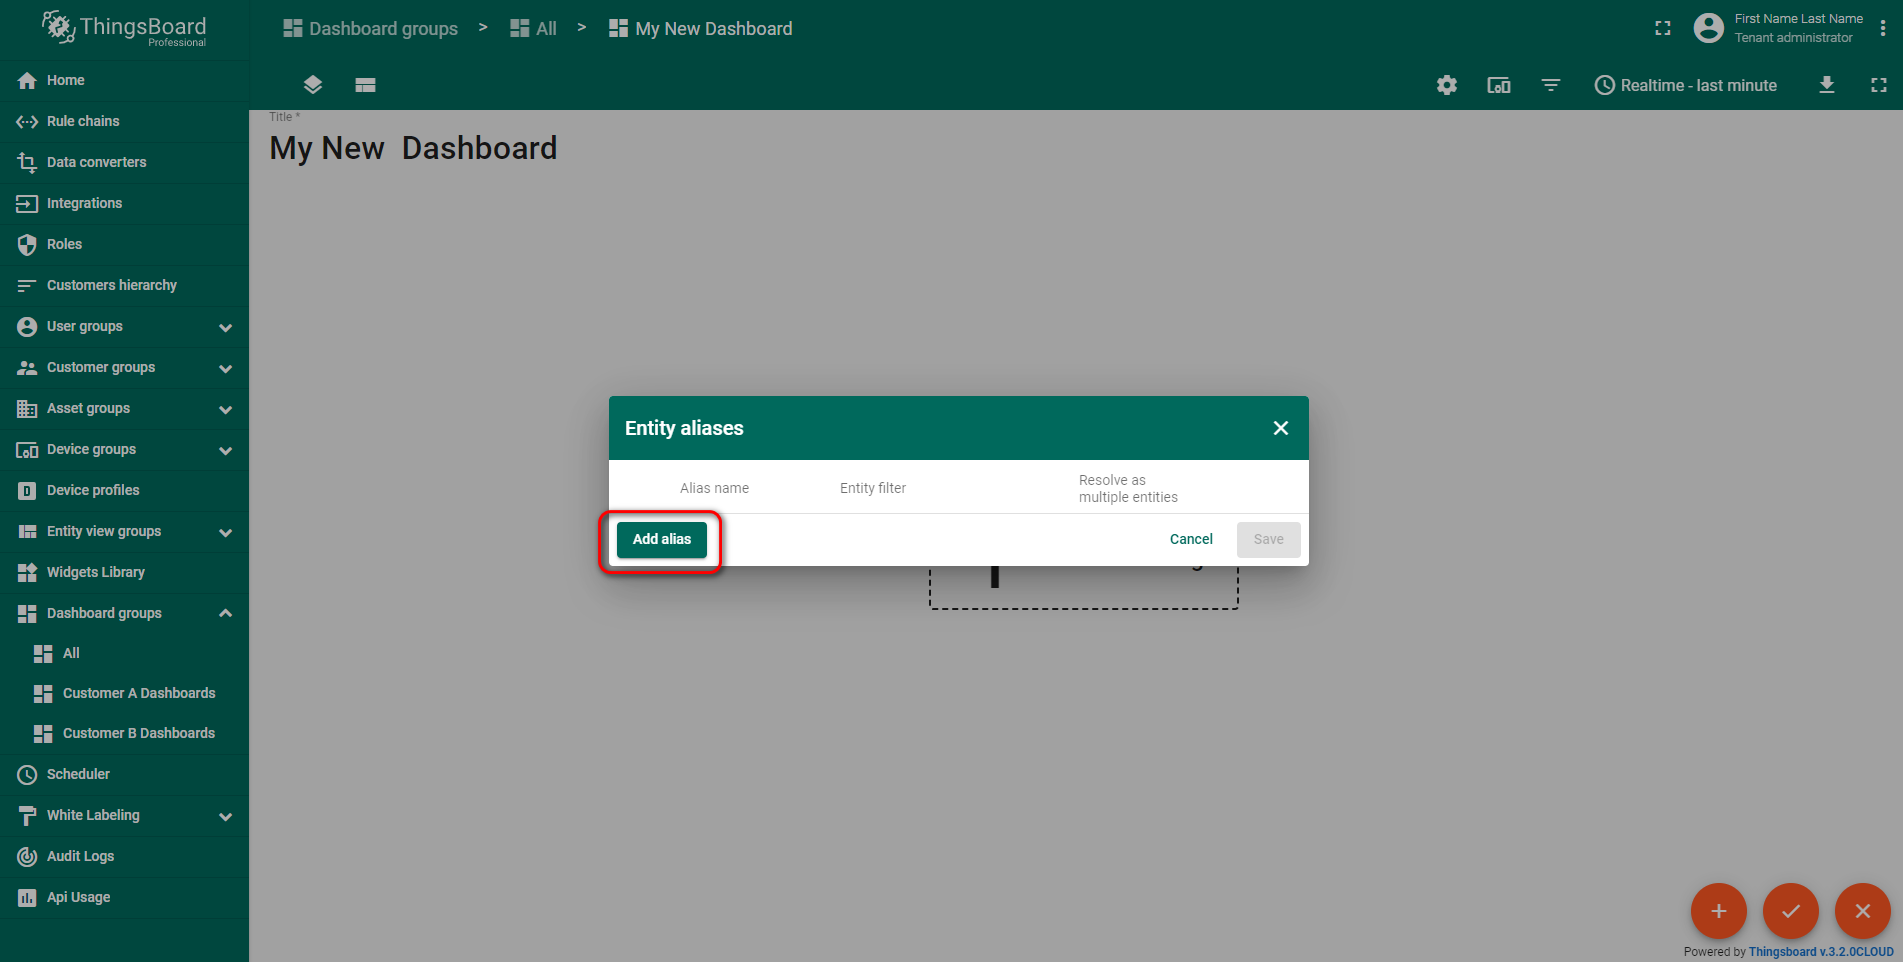 ThingsBoard
Professional
Dashboard groups > All > My New Dashboard
First Name Last Name
Tenant administrator
Realtime - last minute
Home
Rule chains
Data converters
Integrations
Roles
Customers hierarchy
User groups
Customer groups
Asset groups
Device groups
Device profiles
Entity view groups
Widgets Library
Dashboard groups
All
Customer A Dashboards
Customer B Dashboards
Scheduler
White Labeling
Audit Logs
Api Usage
Title *
My New  Dashboard
Entity aliases
Alias name
Entity filter
Resolve as
multiple entities
Add alias
Cancel
Save
Powered by Thingsboard v.3.2.0CLOUD